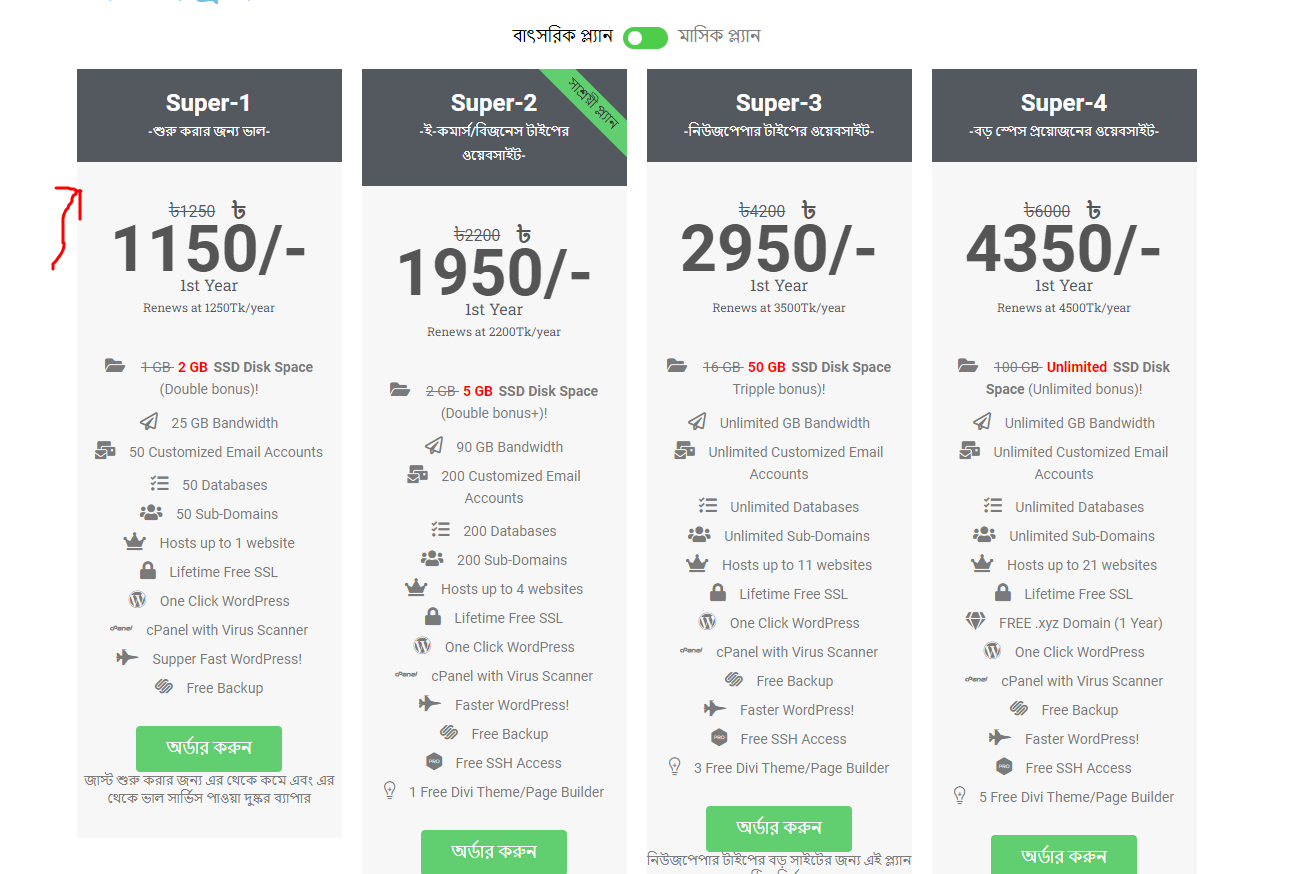 বাৎসরিক প্ল্যান মাসিক প্ল্যান
Super-1
-শুরু করার জন্য ভাল-
৳1250 ৳
1150/-
1st Year
Renews at 1250Tk/year
1 GB 2 GB SSD Disk Space
(Double bonus)!
25 GB Bandwidth
50 Customized Email Accounts
50 Databases
50 Sub-Domains
Hosts up to 1 website
Lifetime Free SSL
One Click WordPress
cPanel cPanel with Virus Scanner
Supper Fast WordPress!
Free Backup
অর্ডার করুন
জাস্ট শুরু করার জন্য এর থেকে কমে এবং এর
থেকে ভাল সার্ভিস পাওয়া দুষ্কর ব্যাপার
Super-2
সাশ্রয়ী প্ল্যান
-ই-কমার্স/বিজনেস টাইপের
ওয়েবসাইট-
৳2200 ৳
1950/-
1st Year
Renews at 2200Tk/year
2 GB 5 GB SSD Disk Space
(Double bonus+)!
90 GB Bandwidth
200 Customized Email
Accounts
200 Databases
200 Sub-Domains
Hosts up to 4 websites
Lifetime Free SSL
One Click WordPress
cPanel cPanel with Virus Scanner
Faster WordPress!
Free Backup
PRO Free SSH Access
1 Free Divi Theme/Page Builder
অর্ডার করুন
Super-3
-নিউজপেপার টাইপের ওয়েবসাইট-
৳4200 ৳
2950/-
1st Year
Renews at 3500Tk/year
16 GB 50 GB SSD Disk Space
Tripple bonus)!
Unlimited GB Bandwidth
Unlimited Customized Email
Accounts
Unlimited Databases
Unlimited Sub-Domains
Hosts up to 11 websites
Lifetime Free SSL
One Click WordPress
cPanel cPanel with Virus Scanner
Free Backup
Faster WordPress!
PRO Free SSH Access
3 Free Divi Theme/Page Builder
অর্ডার করুন
নিউজপেপার টাইপের বড় সাইটের জন্য এই প্ল্যান
Super-4
-বড় স্পেস প্রয়োজনের ওয়েবসাইট-
৳6000 ৳
4350/-
1st Year
Renews at 4500Tk/year
100 GB Unlimited SSD Disk
Space (Unlimited bonus)!
Unlimited GB Bandwidth
Unlimited Customized Email
Accounts
Unlimited Databases
Unlimited Sub-Domains
Hosts up to 21 websites
Lifetime Free SSL
FREE .xyz Domain (1 Year)
One Click WordPress
cPanel cPanel with Virus Scanner
Free Backup
Faster WordPress!
PRO Free SSH Access
5 Free Divi Theme/Page Builder
অর্ডার করুন